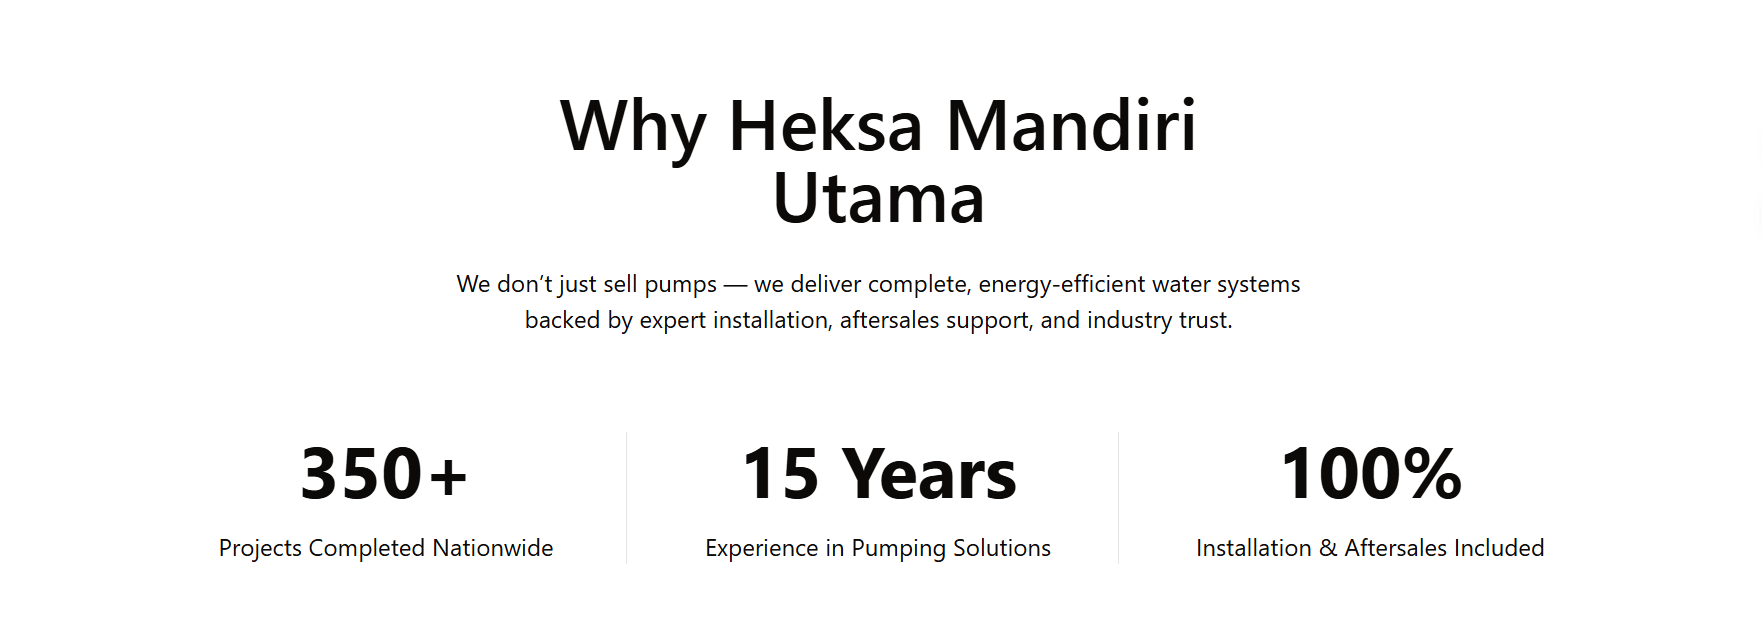 Why Heksa Mandiri
Utama
We don’t just sell pumps — we deliver complete, energy-efficient water systems
backed by expert installation, aftersales support, and industry trust.
350+
Projects Completed Nationwide
15 Years
Experience in Pumping Solutions
100%
Installation & Aftersales Included